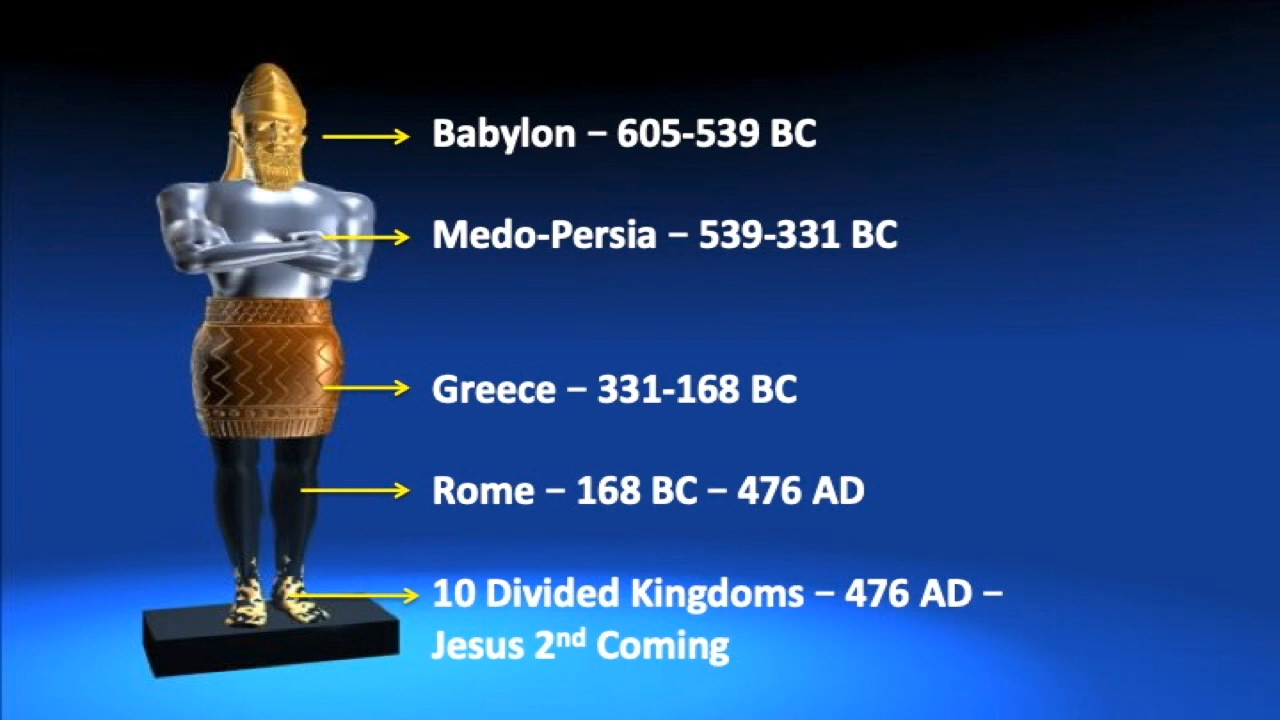 Babylon – 605-539 BC
Medo-Persia – 539-331 BC
Greece – 331-168 BC
Rome – 168 BC – 476 AD
10 Divided Kingdoms – 476 AD –
Jesus 2nd Coming